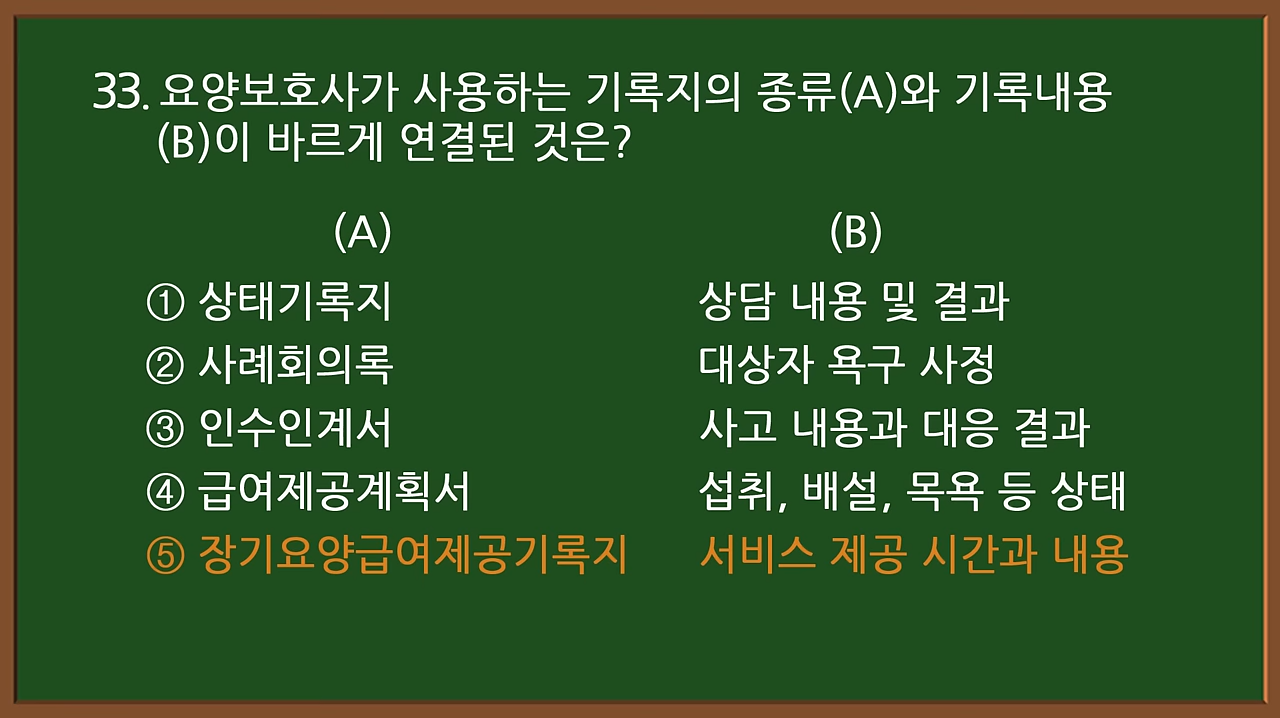 33. 요양보호사가 사용하는 기록지의 종류(A)와 기록내용
(B)이 바르게 연결된 것은?
(A) (B)
① 상태기록지 상담 내용 및 결과
② 사례회의록 대상자 욕구 사정
③ 인수인계서 사고 내용과 대응 결과
④ 급여제공계획서 섭취, 배설, 목욕 등 상태
⑤ 장기요양급여제공기록지 서비스 제공 시간과 내용